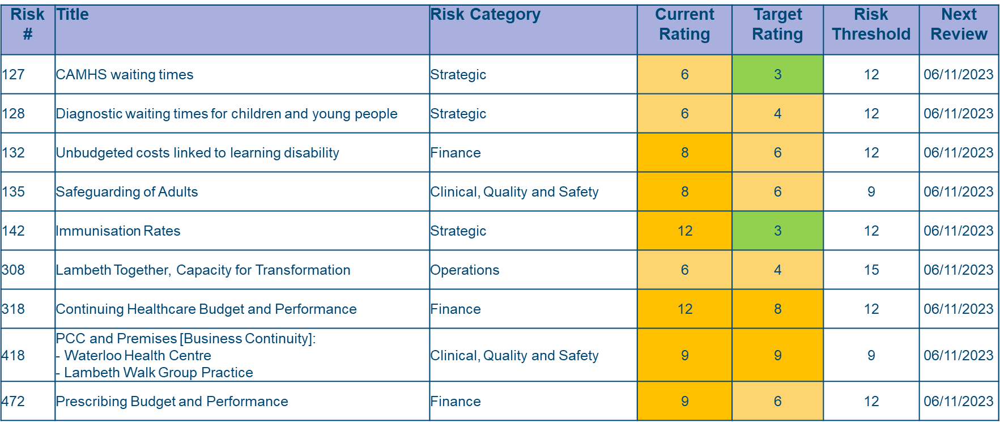 Risk # Title Risk Category Current Rating Target Rating Risk Threshold Next Review
127 CAMHS waiting times Strategic 6 3 12 06/11/2023
128 Diagnostic waiting times for children and young people Strategic 6 4 12 06/11/2023
132 Unbudgeted costs linked to learning disability Finance 8 6 12 06/11/2023
135 Safeguarding of Adults Clinical, Quality and Safety 8 6 9 06/11/2023
142 Immunisation Rates Strategic 12 3 12 06/11/2023
308 Lambeth Together, Capacity for Transformation Operations 6 4 15 06/11/2023
318 Continuing Healthcare Budget and Performance Finance 12 8 12 06/11/2023
418 PCC and Premises [Business Continuity]:
- Waterloo Health Centre
- Lambeth Walk Group Practice Clinical, Quality and Safety 9 9 9 06/11/2023
472 Prescribing Budget and Performance Finance 9 6 12 06/11/2023